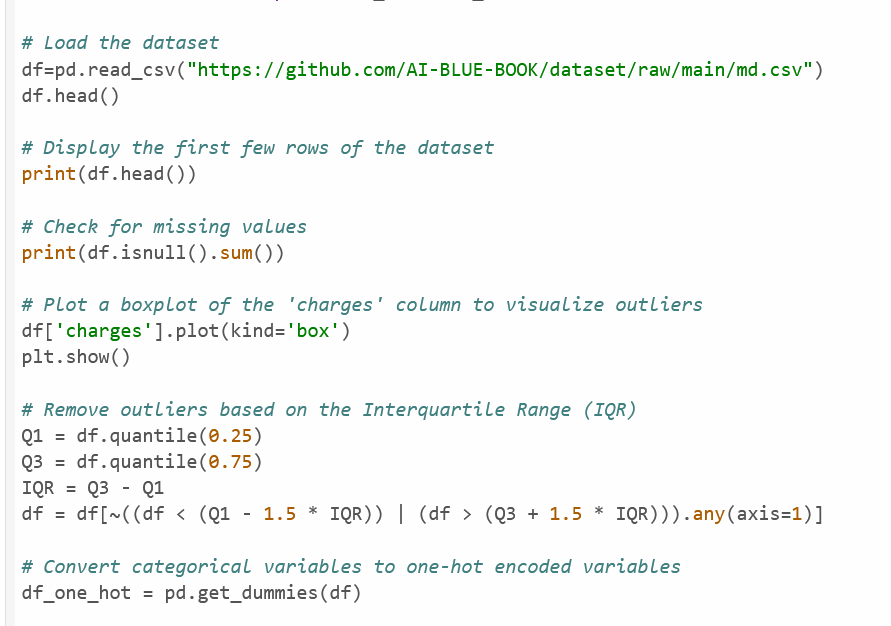 # Load the dataset
df=pd.read_csv("https://github.com/AI-BLUE-BOOK/dataset/raw/main/md.csv")
df.head()
# Display the first few rows of the dataset
print(df.head())
# Check for missing values
print(df.isnull().sum())
# Plot a boxplot of the 'charges' column to visualize outliers
df['charges'].plot(kind='box')
plt.show()
# Remove outliers based on the Interquartile Range (IQR)
Q1 = df.quantile(0.25)
Q3 = df.quantile(0.75)
IQR = Q3 - Q1
df = df[~((df < (Q1 - 1.5 * IQR)) | (df > (Q3 + 1.5 * IQR))).any(axis=1)]
# Convert categorical variables to one-hot encoded variables
df_one_hot = pd.get_dummies(df)